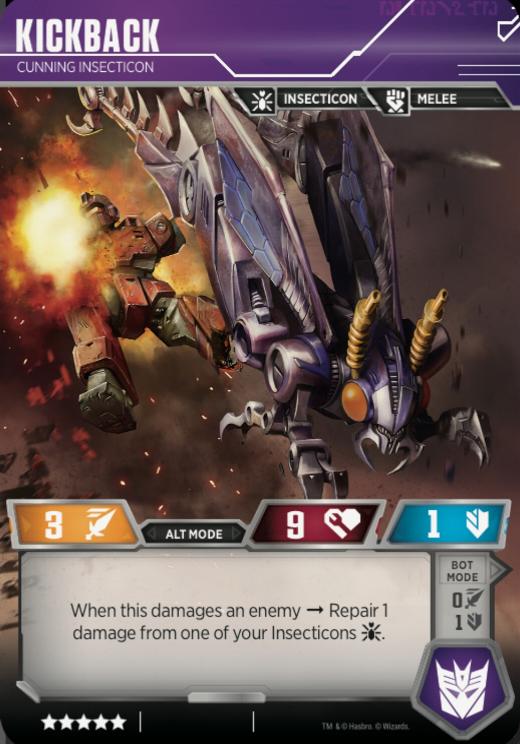 KICKBACK
CUNNING INSECTICON
INSECTICON MELEE
3 ALT MODE 9 1
BOT
MODE
0
1
When this damages an enemy → Repair 1
damage from one of your Insecticons.
TM & © Hasbro. © Wizards.